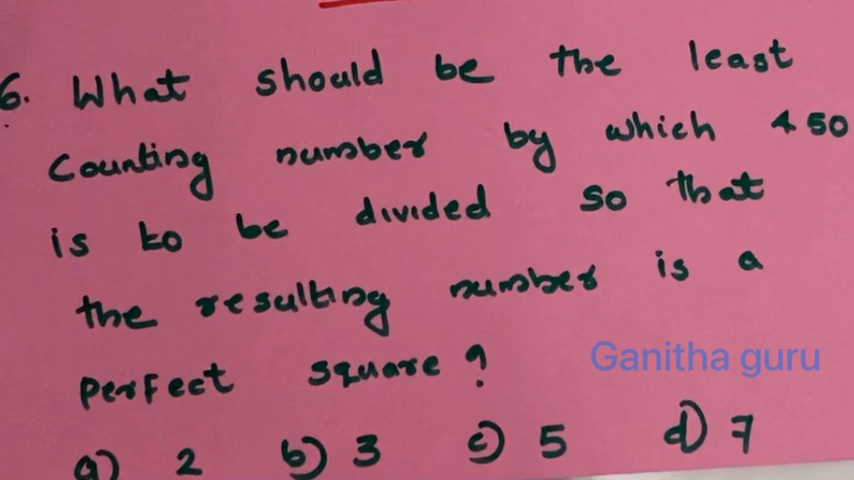 6. What should be the least
Counting number by which 450
is to be divided so that
the resulting number is a
perfect square?
Ganitha guru
a) 2 b) 3 c) 5 d) 7